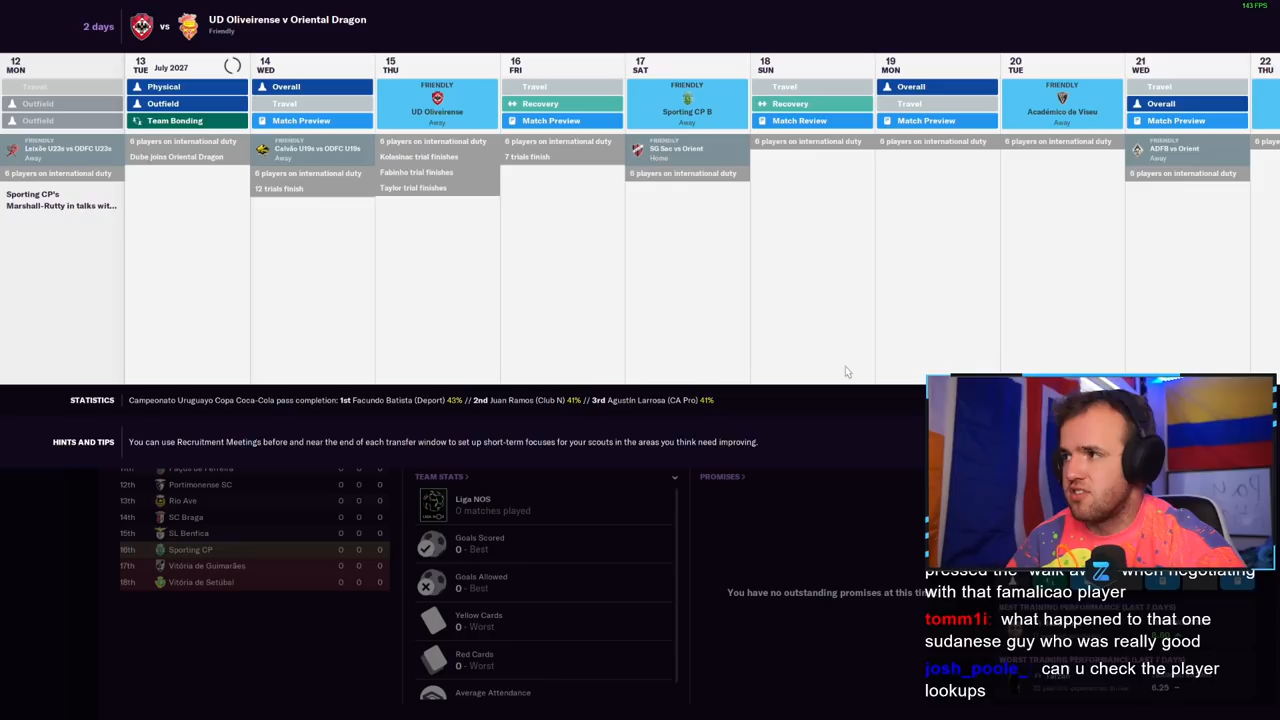 143 FPS
2 days
vs
UD Oliveirense v Oriental Dragon
Friendly
12
MON
13
TUE
July 2027
14
WED
15
THU
16
FRI
17
SAT
18
SUN
19
MON
20
TUE
21
WED
22
THU
Travel
Outfield
Outfield
Physical
Outfield
Team Bonding
Overall
Travel
Match Preview
FRIENDLY
UD Oliveirense
Away
Travel
Recovery
Match Preview
FRIENDLY
Sporting CP B
Away
Travel
Recovery
Match Review
Overall
Travel
Match Preview
FRIENDLY
Académico de Viseu
Away
Travel
Overall
Match Preview
FRIENDLY
Leixõe U23s vs ODFC U23s
Away
6 players on international duty
Sporting CP's
Marshall-Rutty in talks wit...
6 players on international duty
Dube joins Oriental Dragon
FRIENDLY
Calvão U19s vs ODFC U19s
Away
6 players on international duty
12 trials finish
6 players on international duty
Kolasinac trial finishes
Fabinho trial finishes
Taylor trial finishes
6 players on international duty
7 trials finish
FRIENDLY
SG Sac vs Orient
Home
6 players on international duty
6 players on international duty
6 players on international duty
6 players on international duty
FRIENDLY
ADFB vs Orient
Away
6 players on international duty
6 playe
STATISTICS
Campeonato Uruguayo Copa Coca-Cola pass completion: 1st Facundo Batista (Deport) 43% // 2nd Juan Ramos (Club N) 41% // 3rd Agustín Larrosa (CA Pro) 41%
HINTS AND TIPS
You can use Recruitment Meetings before and near the end of each transfer window to set up short-term focuses for your scouts in the areas you think need improving.
12th Portimonense SC 0 0 0
13th Rio Ave 0 0 0
14th SC Braga 0 0 0
15th SL Benfica 0 0 0
16th Sporting CP 0 0 0
17th Vitória de Guimarães 0 0 0
18th Vitória de Setúbal 0 0 0
TEAM STATS >
Liga NOS
0 matches played
Goals Scored
0 - Best
Goals Allowed
0 - Best
Yellow Cards
0 - Worst
Red Cards
0 - Worst
Average Attendance
PROMISES >
You have no outstanding promises at this tim
when negotiating
with that famalicao player
tomm1i: what happened to that one
sudanese guy who was really good
josh_poole_: can u check the player
lookups
6.25 –